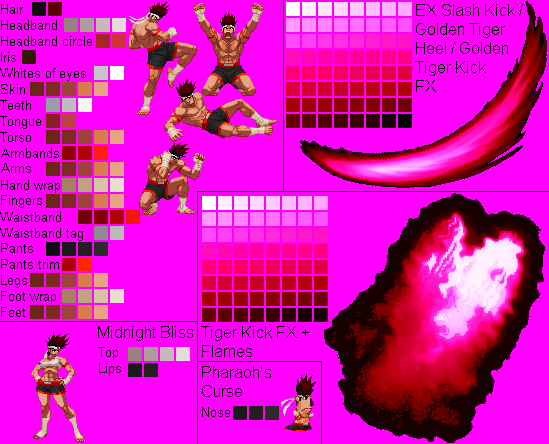 Hair
Headband
Headband circle
Iris
Whites of eyes
Skin
Teeth
Tongue
Torso
Armbands
Arms
Hand wrap
Fingers
Waistband
Waistband tag
Pants
Pants trim
Legs
Foot wrap
Feet
EX Slash Kick /
Golden Tiger
Heel / Golden
Tiger Kick
FX
Midnight Bliss
Top
Lips
Tiger Kick FX +
Flames
Pharaoh's
Curse
Nose